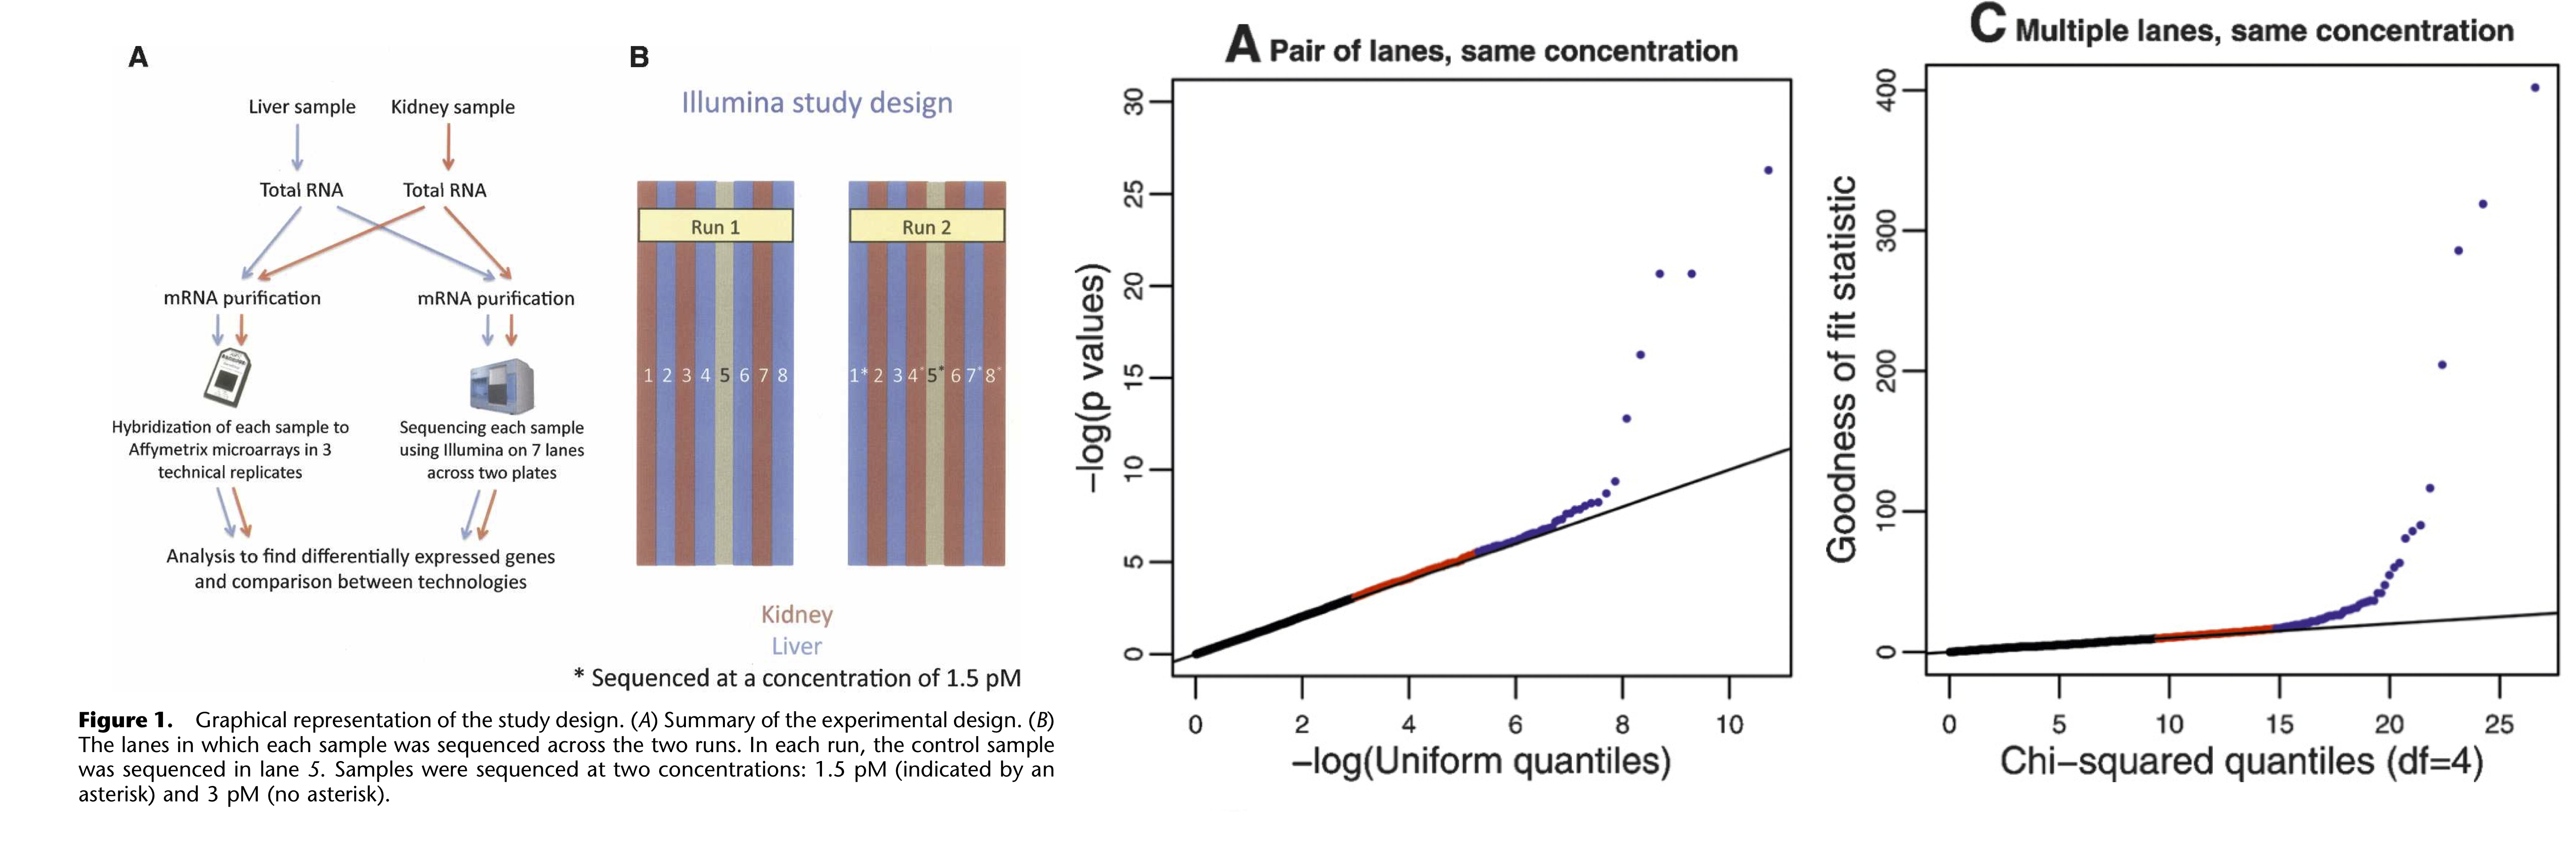 A
Liver sample
Kidney sample
Total RNA
Total RNA
mRNA purification
mRNA purification
Hybridization of each sample to
Affymetrix microarrays in 3
technical replicates
Sequencing each sample
using Illumina on 7 lanes
across two plates
Analysis to find differentially expressed genes
and comparison between technologies
B
Illumina study design
Run 1
Run 2
1 2 3 4 5 6 7 8
1* 2 3 4* 5* 6 7* 8*
Kidney
Liver
* Sequenced at a concentration of 1.5 pM
Figure 1. Graphical representation of the study design. (A) Summary of the experimental design. (B)
The lanes in which each sample was sequenced across the two runs. In each run, the control sample
was sequenced in lane 5. Samples were sequenced at two concentrations: 1.5 pM (indicated by an
asterisk) and 3 pM (no asterisk).
A Pair of lanes, same concentration
−log(p values)
30
25
20
15
10
5
0
0 2 4 6 8 10
−log(Uniform quantiles)
C Multiple lanes, same concentration
Goodness of fit statistic
400
300
200
100
0
0 5 10 15 20 25
Chi−squared quantiles (df=4)